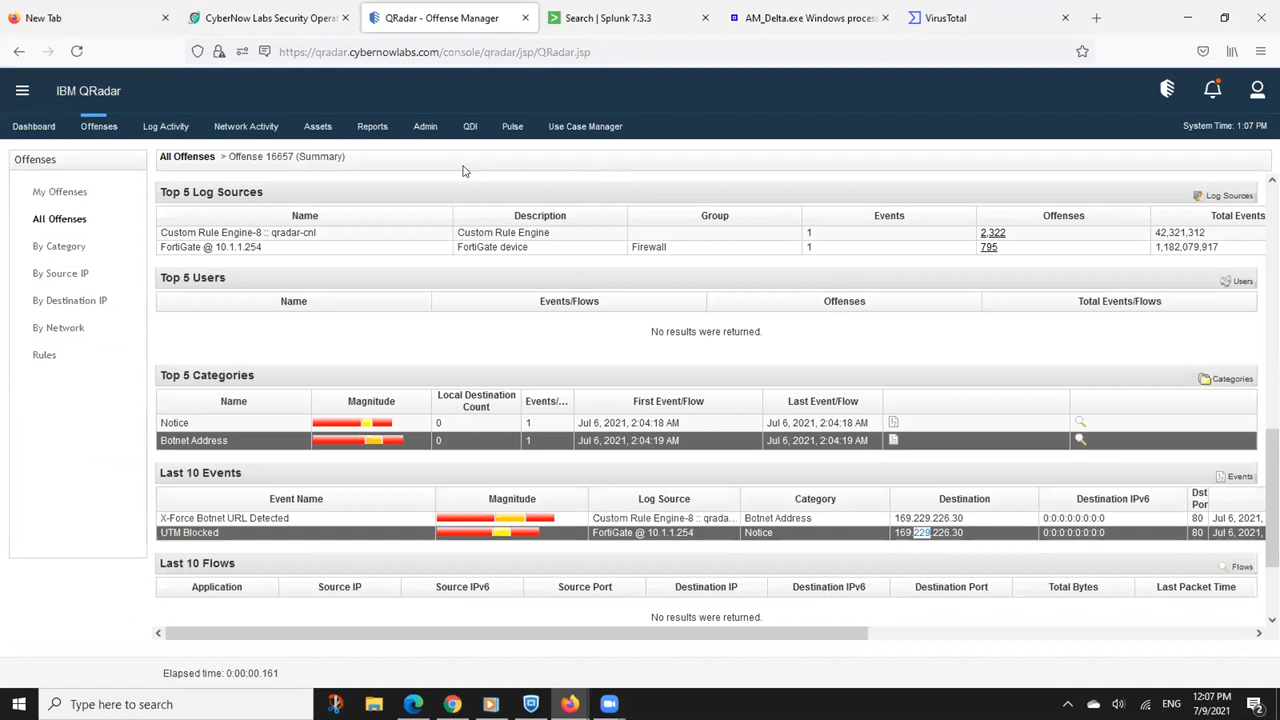 New Tab
CyberNow Labs Security Operat
QRadar - Offense Manager
Search | Splunk 7.3.3
AM_Delta.exe Windows process
VirusTotal
https://qradar.cybernowlabs.com/console/qradar/jsp/QRadar.jsp
IBM QRadar
Dashboard Offenses Log Activity Network Activity Assets Reports Admin QDI Pulse Use Case Manager System Time: 1:07 PM
Offenses
My Offenses
All Offenses
By Category
By Source IP
By Destination IP
By Network
Rules
All Offenses > Offense 16657 (Summary)
Top 5 Log Sources Log Sources
Name Description Group Events Offenses Total Events
Custom Rule Engine-8 :: qradar-cnl Custom Rule Engine 1 2,322 42,321,312
FortiGate @ 10.1.1.254 FortiGate device Firewall 1 795 1,182,079,917
Top 5 Users Users
Name Events/Flows Offenses Total Events/Flows
No results were returned.
Top 5 Categories Categories
Name Magnitude Local Destination Count Events/... First Event/Flow Last Event/Flow
Notice 0 1 Jul 6, 2021, 2:04:18 AM Jul 6, 2021, 2:04:18 AM
Botnet Address 0 1 Jul 6, 2021, 2:04:19 AM Jul 6, 2021, 2:04:19 AM
Last 10 Events Events
Event Name Magnitude Log Source Category Destination Destination IPv6 Dst Por
X-Force Botnet URL Detected Custom Rule Engine-8 :: qrada... Botnet Address 169.229.226.30 0:0:0:0:0:0:0:0 80 Jul 6, 2021,
UTM Blocked FortiGate @ 10.1.1.254 Notice 169.229.226.30 0:0:0:0:0:0:0:0 80 Jul 6, 2021,
Last 10 Flows Flows
Application Source IP Source IPv6 Source Port Destination IP Destination IPv6 Destination Port Total Bytes Last Packet Time
No results were returned.
Elapsed time: 0:00:00.161
Type here to search
ENG
12:07 PM
7/9/2021
2